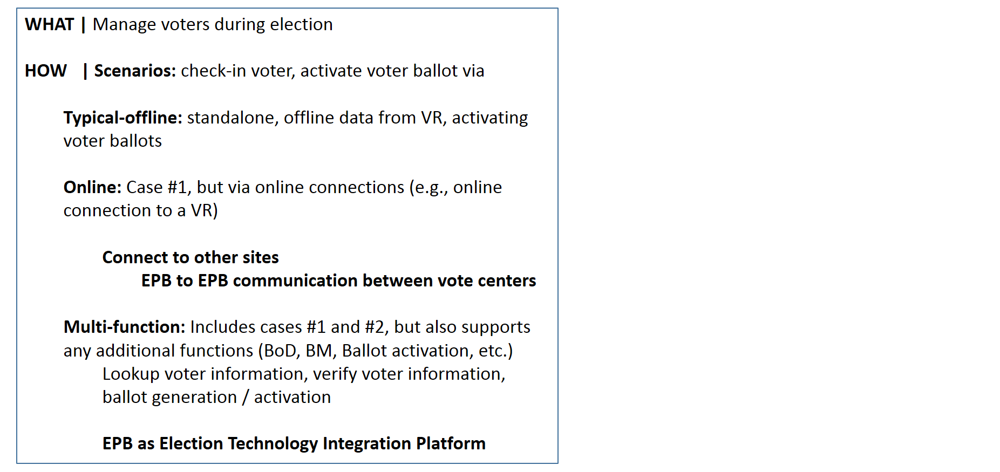 WHAT | Manage voters during election
HOW | Scenarios: check-in voter, activate voter ballot via
Typical-offline: standalone, offline data from VR, activating
voter ballots
Online: Case #1, but via online connections (e.g., online
connection to a VR)
Connect to other sites
EPB to EPB communication between vote centers
Multi-function: Includes cases #1 and #2, but also supports
any additional functions (BoD, BM, Ballot activation, etc.)
Lookup voter information, verify voter information,
ballot generation / activation
EPB as Election Technology Integration Platform